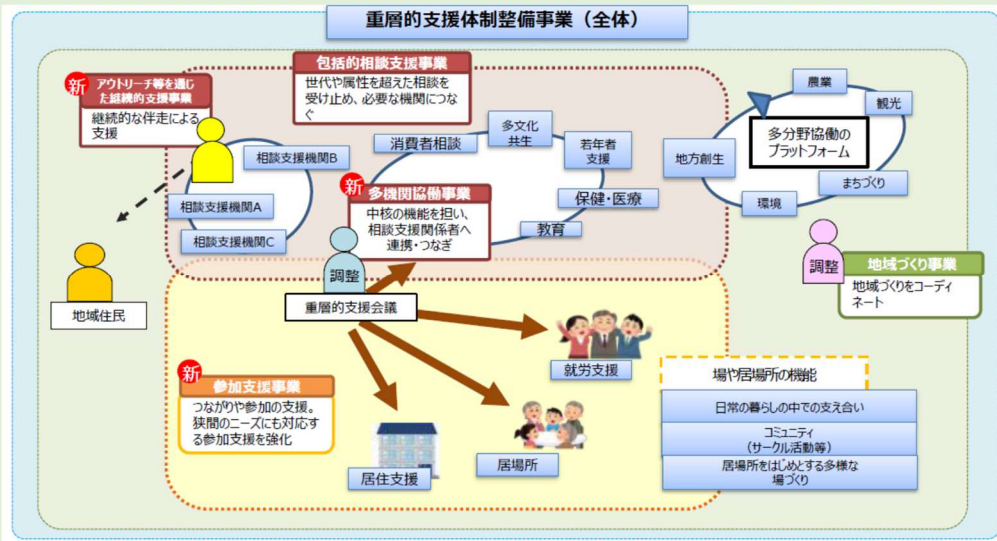 重層的支援体制整備事業（全体）
新
アウトリーチ等を通じ
た継続的支援事業
継続的な伴走による
支援
包括的相談支援事業
世代や属性を超えた相談を
受け止め、必要な機関につな
ぐ
相談支援機関B
相談支援機関A
相談支援機関C
消費者相談
多文化
共生
若年者
支援
保健・医療
教育
新
多機関協働事業
中核の機能を担い、
相談支援関係者へ
連携・つなぎ
調整
重層的支援会議
農業
観光
地方創生
多分野協働の
プラットフォーム
まちづくり
環境
調整
地域づくり事業
地域づくりをコーディ
ネート
地域住民
新
参加支援事業
つながりや参加の支援。
狭間のニーズにも対応す
る参加支援を強化
就労支援
居場所
居住支援
場や居場所の機能
日常の暮らしの中での支え合い
コミュニティ
（サークル活動等）
居場所をはじめとする多様な
場づくり